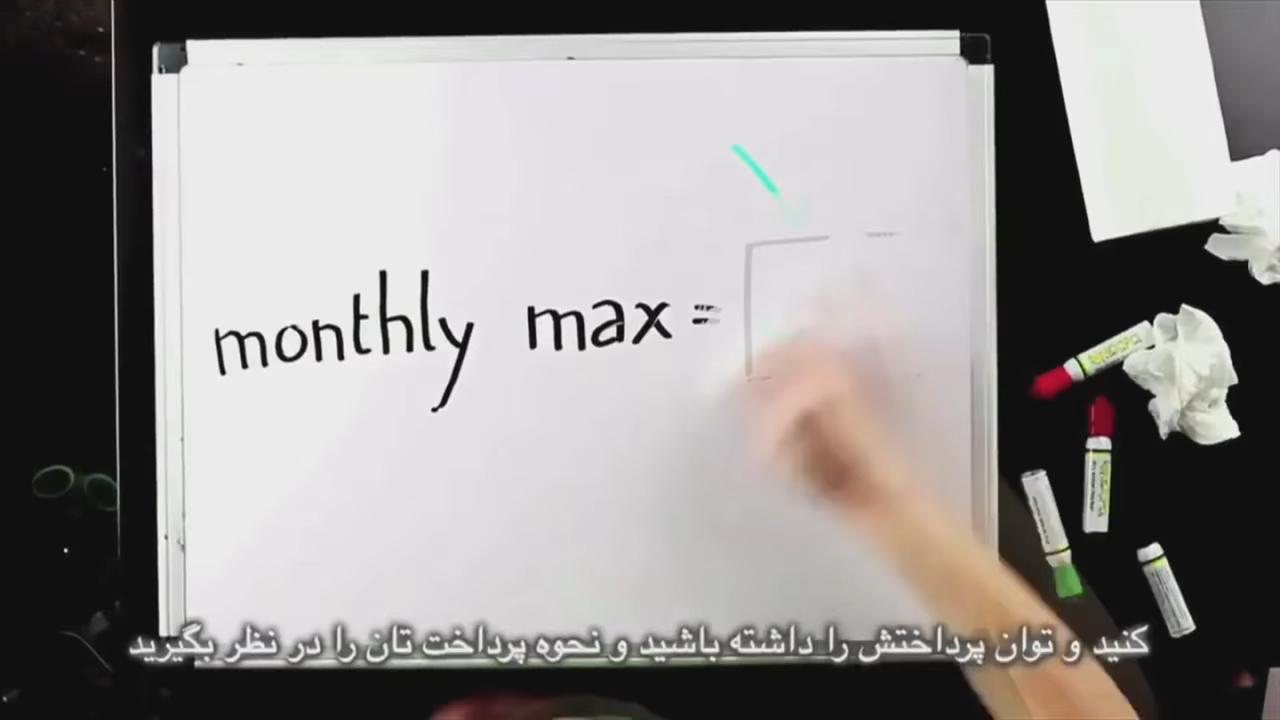 monthly max =
کنید و توان پرداختش را داشته باشید و نحوه پرداخت تان را در نظر بگیرید